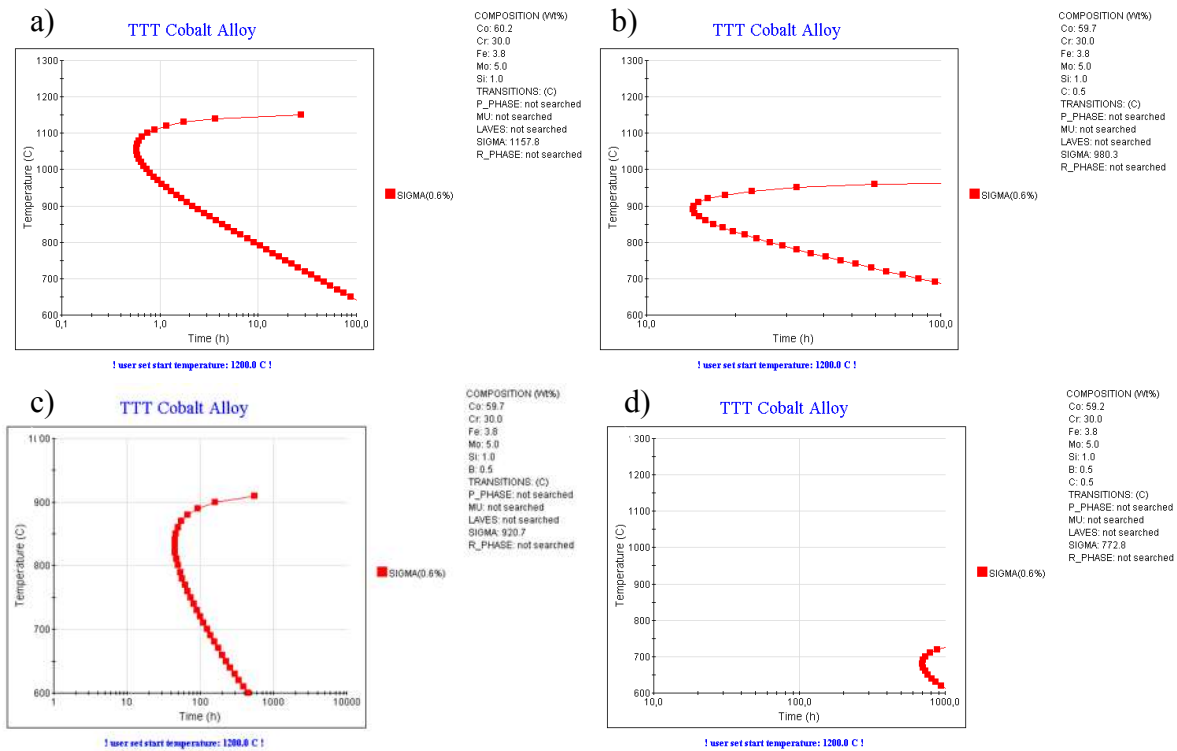 a)
TTT Cobalt Alloy
COMPOSITION (Wt%)
Co: 60.2
Cr: 30.0
Fe: 3.8
Mo: 5.0
Si: 1.0
TRANSITIONS: (C)
P_PHASE: not searched
MU: not searched
LAVES: not searched
SIGMA: 1157.8
R_PHASE: not searched
SIGMA(0.6%)
Temperature (C)
1300
1200
1100
1000
900
800
700
600
0,1
1,0
10,0
100,0
Time (h)
! user set start temperature: 1200.0 C !
b)
TTT Cobalt Alloy
COMPOSITION (Wt%)
Co: 59.7
Cr: 30.0
Fe: 3.8
Mo: 5.0
Si: 1.0
C: 0.5
TRANSITIONS: (C)
P_PHASE: not searched
MU: not searched
LAVES: not searched
SIGMA: 980.3
R_PHASE: not searched
SIGMA(0.6%)
Temperature (C)
1300
1200
1100
1000
900
800
700
600
10,0
100,0
Time (h)
! user set start temperature: 1200.0 C !
c)
TTT Cobalt Alloy
COMPOSITION (Wt%)
Co: 59.7
Cr: 30.0
Fe: 3.8
Mo: 5.0
Si: 1.0
B: 0.5
TRANSITIONS: (C)
P_PHASE: not searched
MU: not searched
LAVES: not searched
SIGMA: 920.7
R_PHASE: not searched
SIGMA(0.6%)
Temperature (C)
1100
900
800
700
600
1
10
100
1000
10000
Time (h)
! user set start temperature: 1200.0 C !
d)
TTT Cobalt Alloy
COMPOSITION (Wt%)
Co: 59.2
Cr: 30.0
Fe: 3.8
Mo: 5.0
Si: 1.0
B: 0.5
C: 0.5
TRANSITIONS: (C)
P_PHASE: not searched
MU: not searched
LAVES: not searched
SIGMA: 772.8
R_PHASE: not searched
SIGMA(0.6%)
Temperature (C)
1300
1200
1100
1000
900
800
700
600
10,0
100,0
1000,0
Time (h)
! user set start temperature: 1200.0 C !